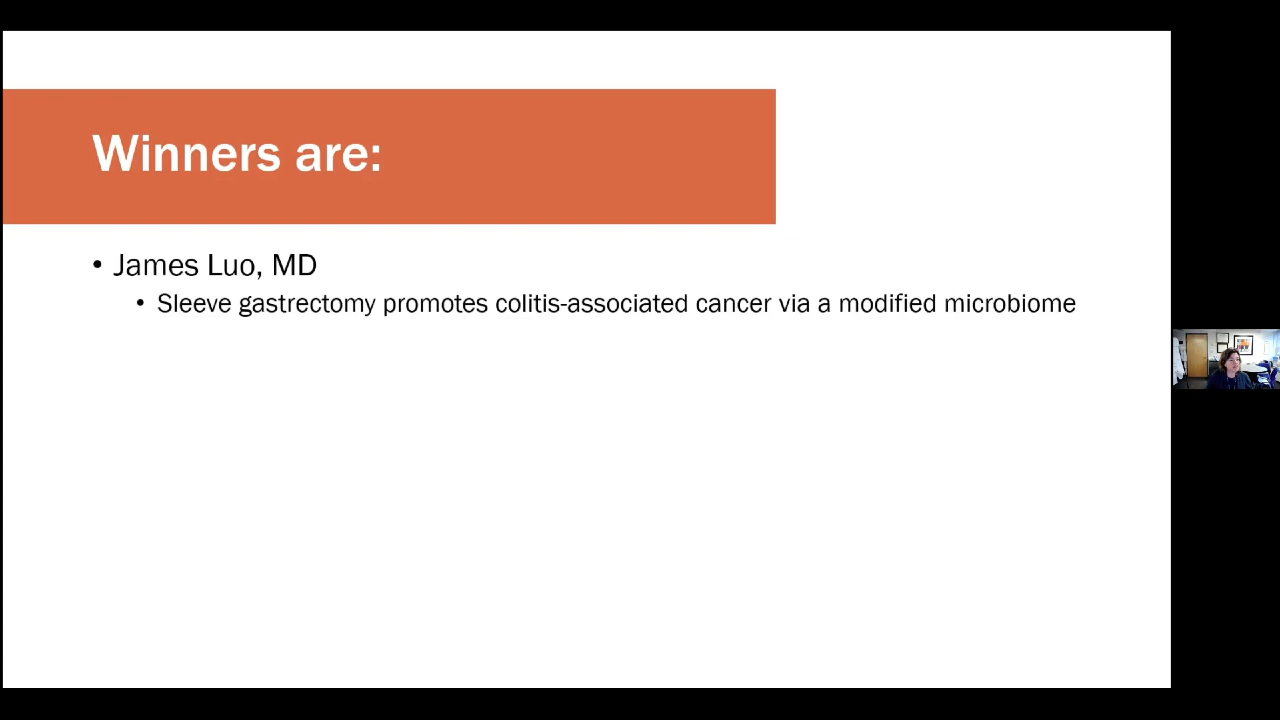 Winners are:
• James Luo, MD
• Sleeve gastrectomy promotes colitis-associated cancer via a modified microbiome